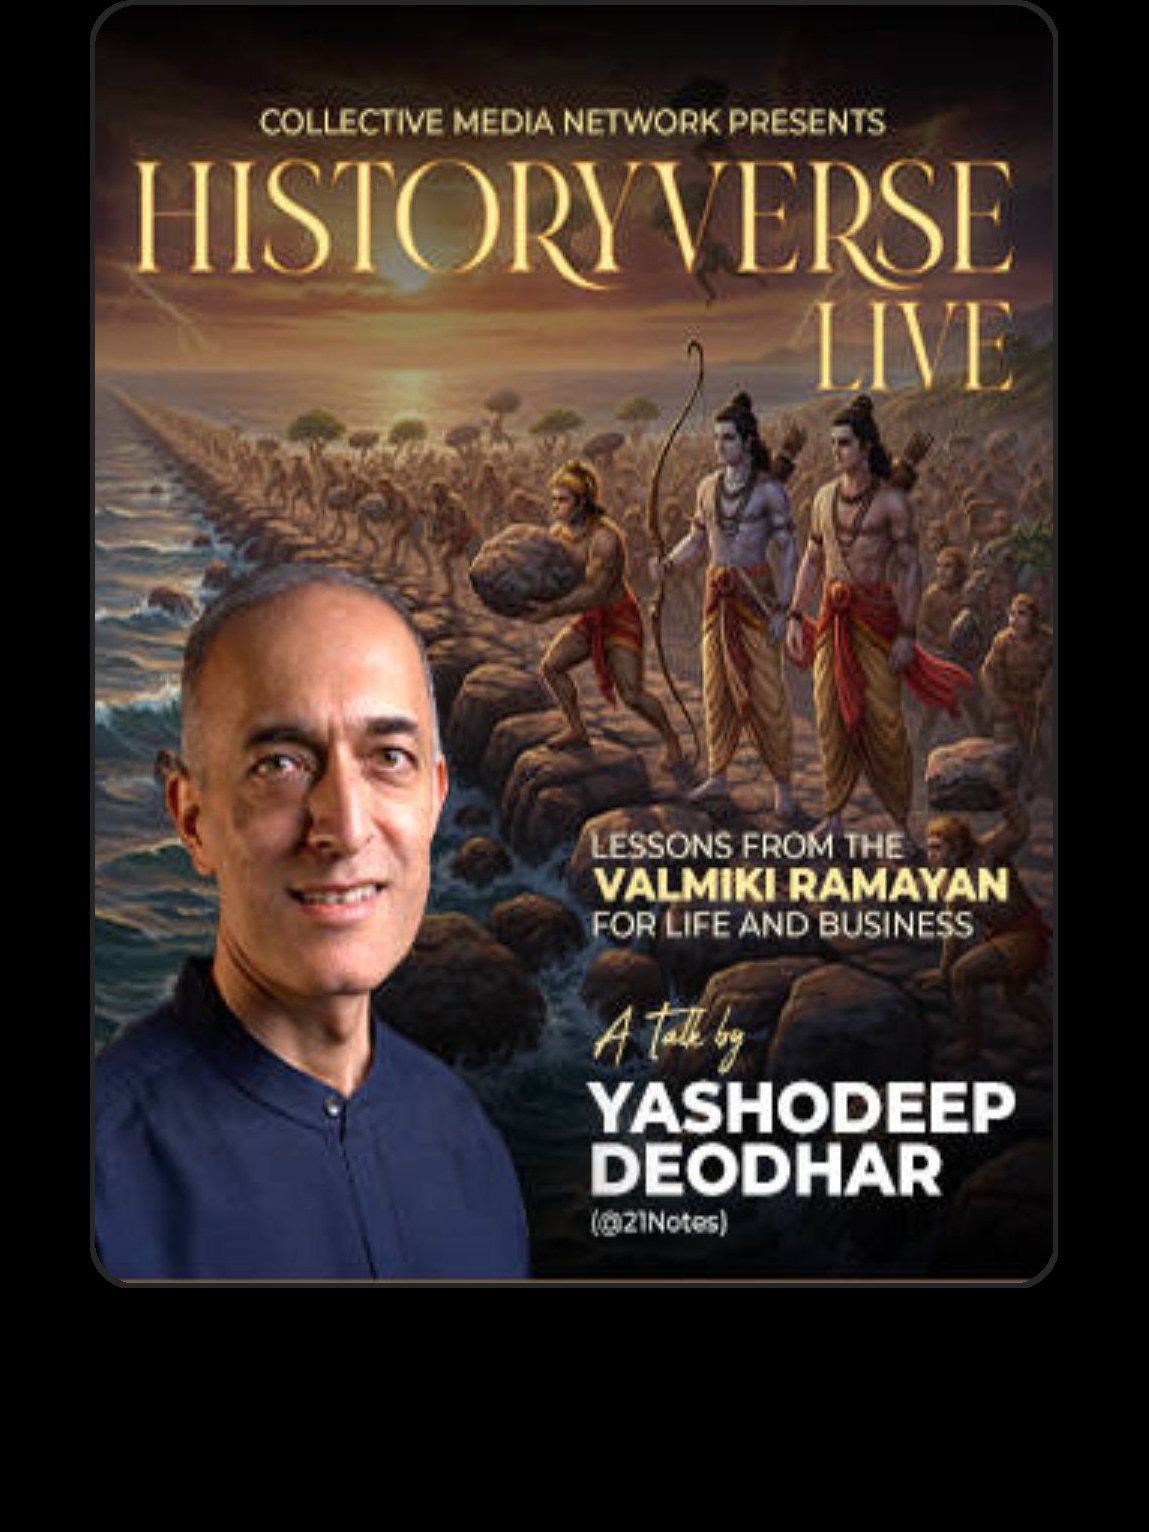 COLLECTIVE MEDIA NETWORK PRESENTS
HISTORYVERSE
LIVE
LESSONS FROM THE
VALMIKI RAMAYAN
FOR LIFE AND BUSINESS
A talk by
YASHODEEP
DEODHAR
(@21Notes)